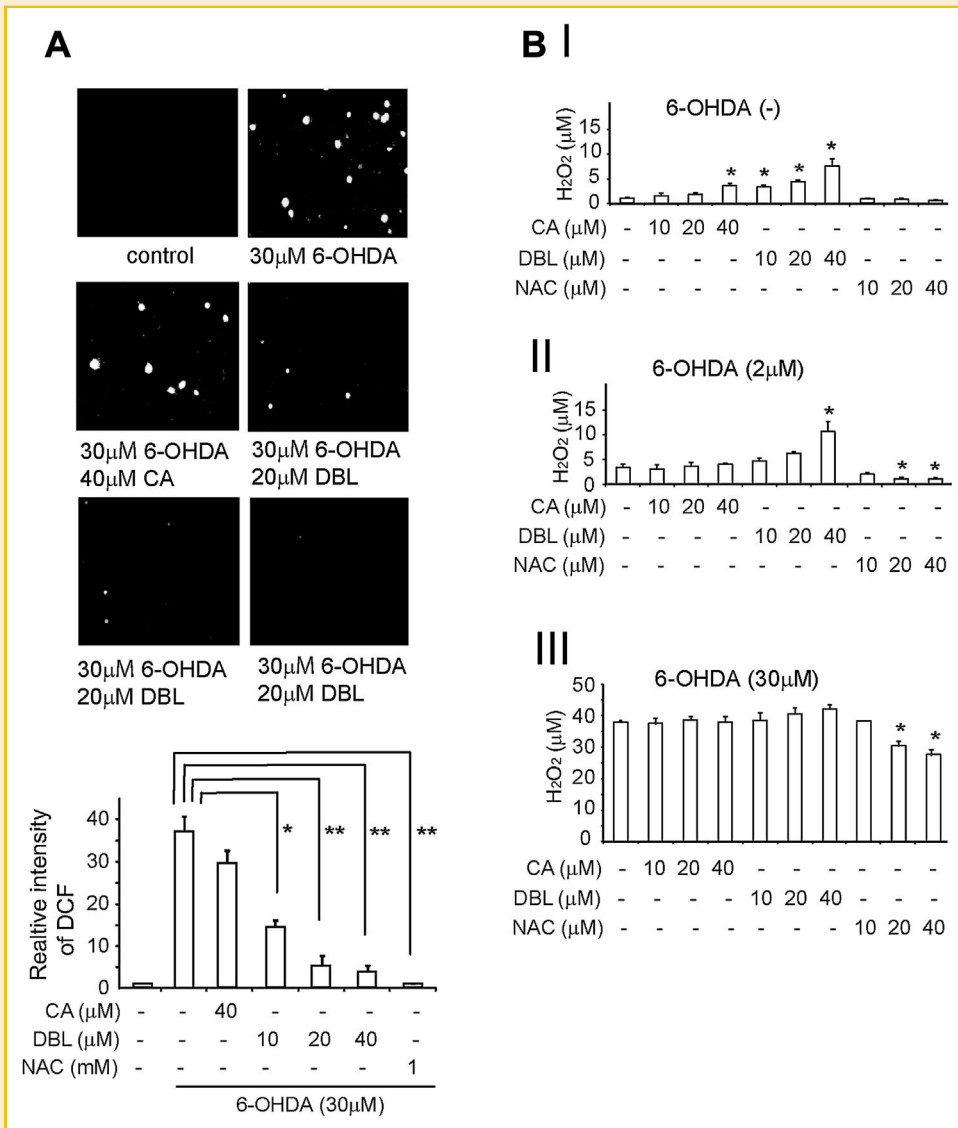 A
control
30μM 6-OHDA
30μM 6-OHDA
40μM CA
30μM 6-OHDA
20μM DBL
30μM 6-OHDA
20μM DBL
30μM 6-OHDA
20μM DBL
Realtive intensity
of DCF
40
30
20
10
0
* ** ** **
CA (μM) - - 40 - - - -
DBL (μM) - - - 10 20 40 -
NAC (mM) - - - - - - 1
6-OHDA (30μM)
B I
6-OHDA (-)
H₂O₂ (μM)
15
10
5
0
* * * *
CA (μM) - 10 20 40 - - - - - -
DBL (μM) - - - - 10 20 40 - - -
NAC (μM) - - - - - - - 10 20 40
II
6-OHDA (2μM)
H₂O₂ (μM)
15
10
5
0
* * *
CA (μM) - 10 20 40 - - - - - -
DBL (μM) - - - - 10 20 40 - - -
NAC (μM) - - - - - - - 10 20 40
III
6-OHDA (30μM)
H₂O₂ (μM)
50
40
30
20
10
0
* *
CA (μM) - 10 20 40 - - - - - -
DBL (μM) - - - - 10 20 40 - - -
NAC (μM) - - - - - - - 10 20 40